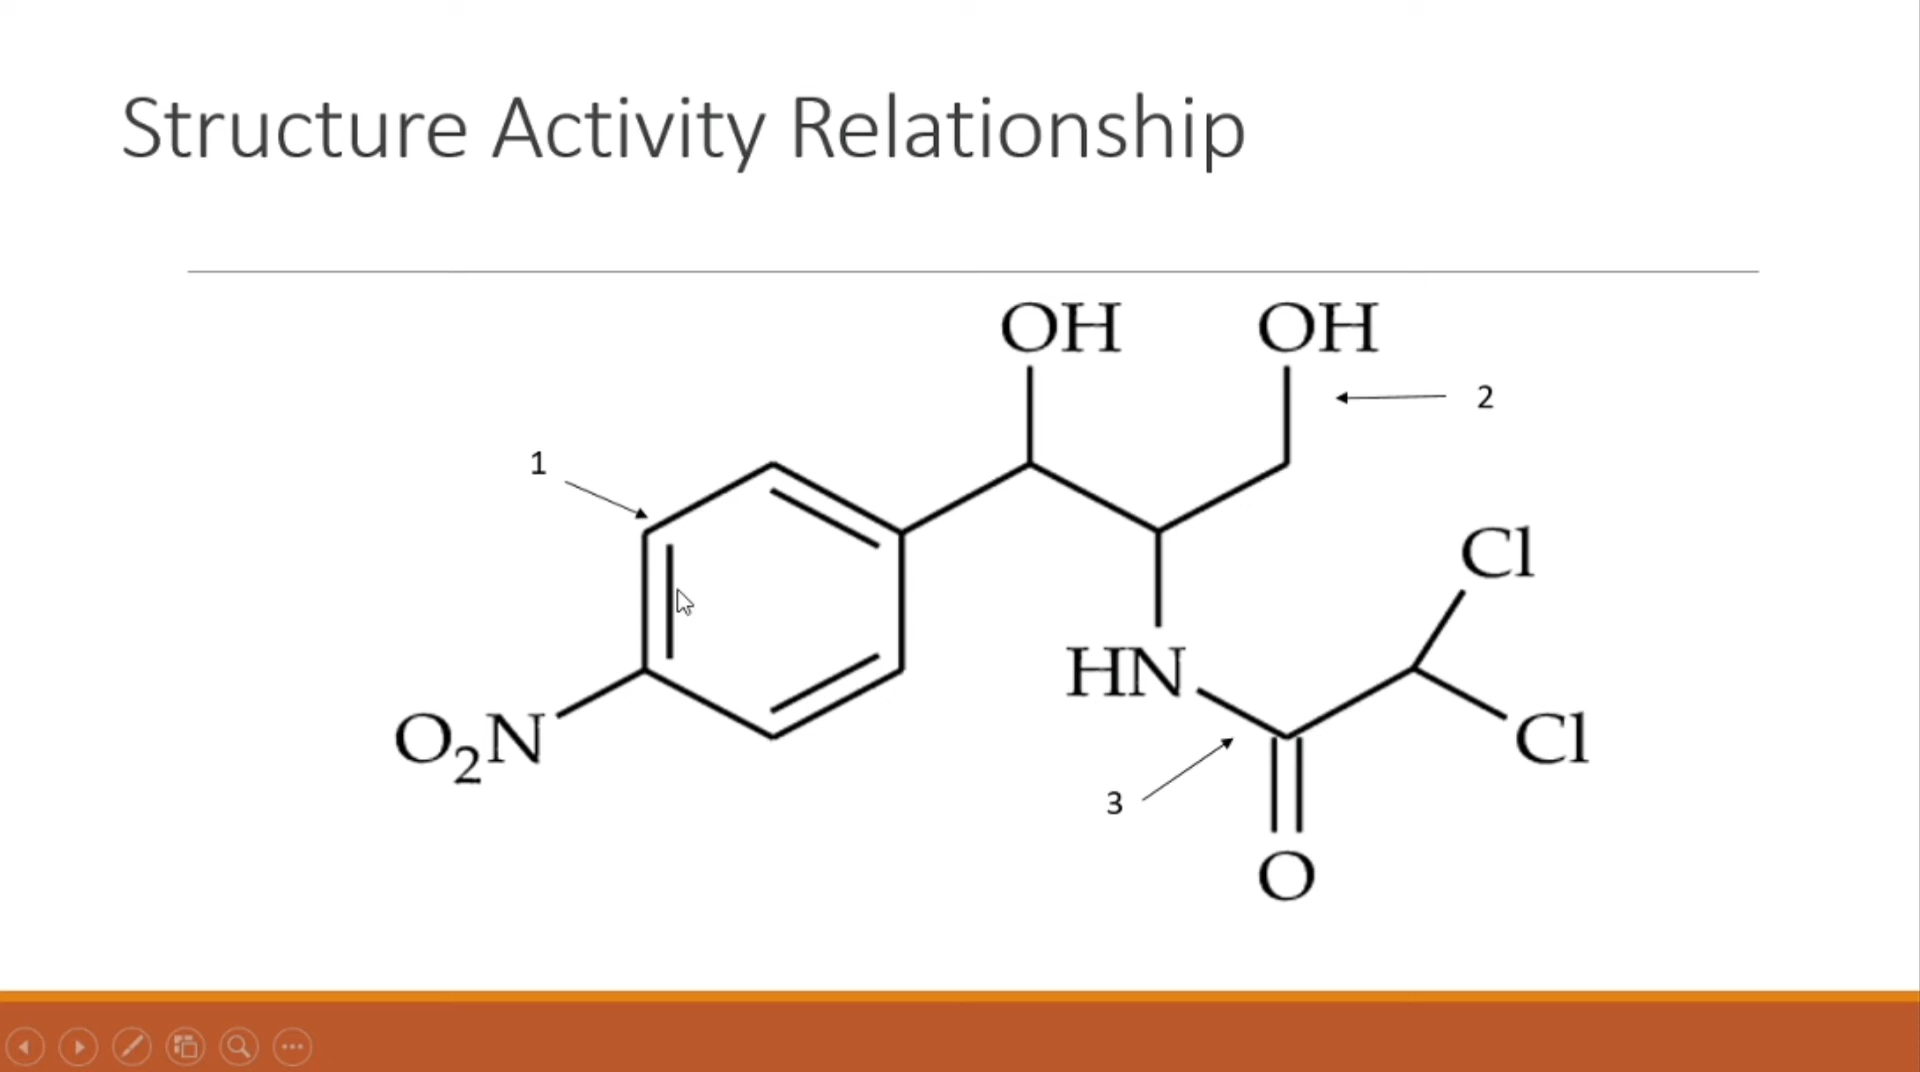 Structure Activity Relationship
OH
OH
2
1
Cl
HN
O₂N
Cl
3
O